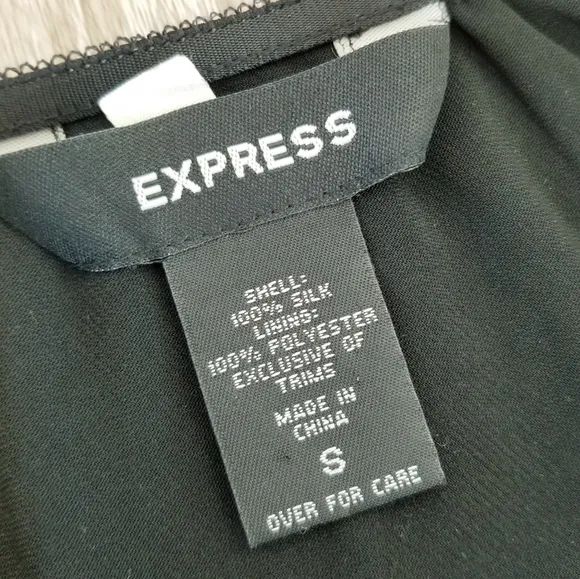 EXPRESS
SHELL:
100% SILK
LINING:
100% POLYESTER
EXCLUSIVE OF
TRIMS
MADE IN
CHINA
S
OVER FOR CARE